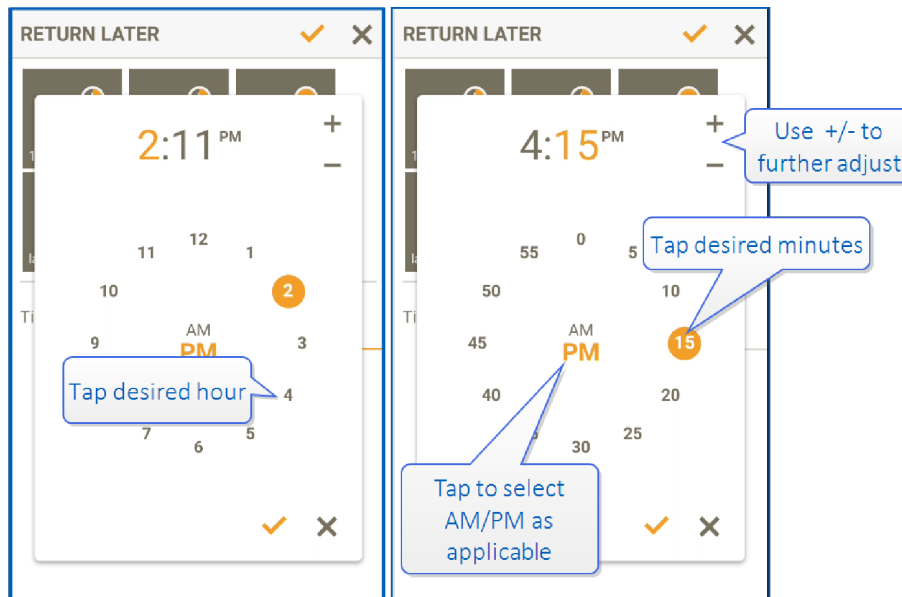 RETURN LATER
2:11 PM
+
−
12
11
1
10
2
AM
9
PM
3
Tap desired hour
4
7
5
6
RETURN LATER
4:15 PM
+
−
Use +/- to
further adjust
0
55
5
Tap desired minutes
50
10
AM
45
PM
15
40
20
25
30
Tap to select
AM/PM as
applicable